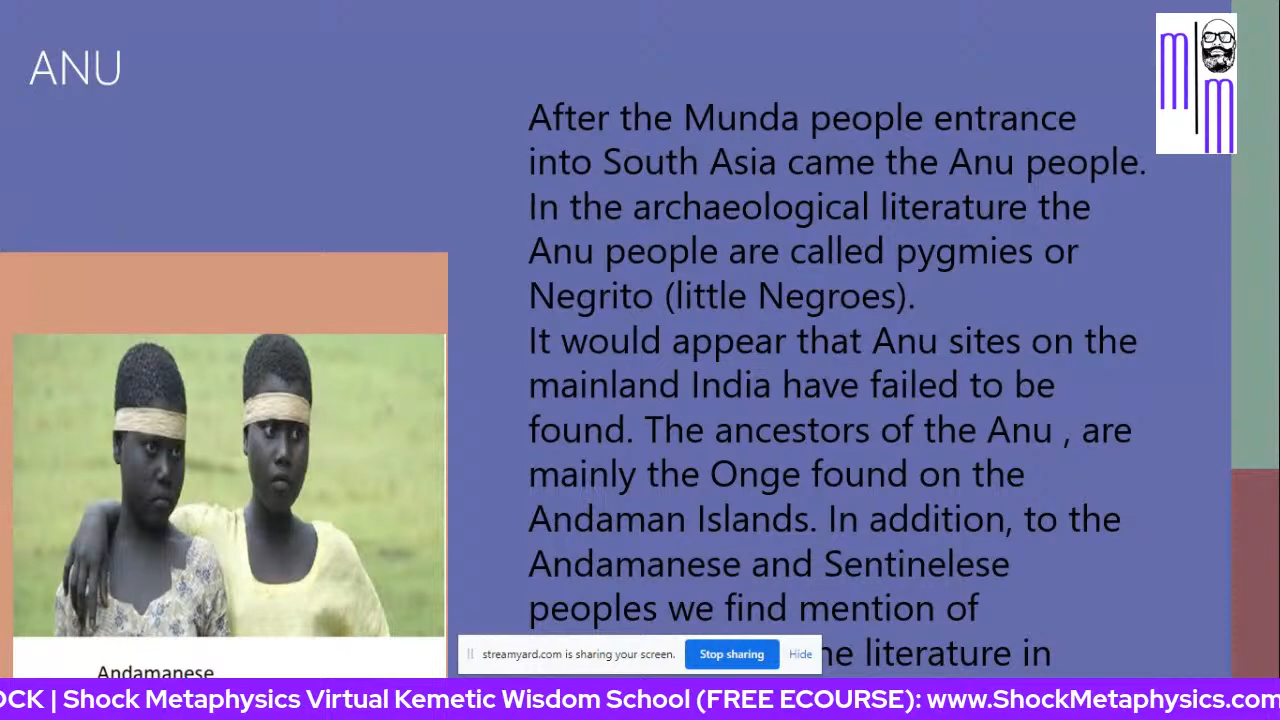 ANU
After the Munda people entrance
into South Asia came the Anu people.
In the archaeological literature the
Anu people are called pygmies or
Negrito (little Negroes).
It would appear that Anu sites on the
mainland India have failed to be
found. The ancestors of the Anu , are
mainly the Onge found on the
Andaman Islands. In addition, to the
Andamanese and Sentinelese
peoples we find mention of
literature in
Andamanese
streamyard.com is sharing your screen. Stop sharing Hide
| Shock Metaphysics Virtual Kemetic Wisdom School (FREE ECOURSE): www.ShockMetaphysics.com